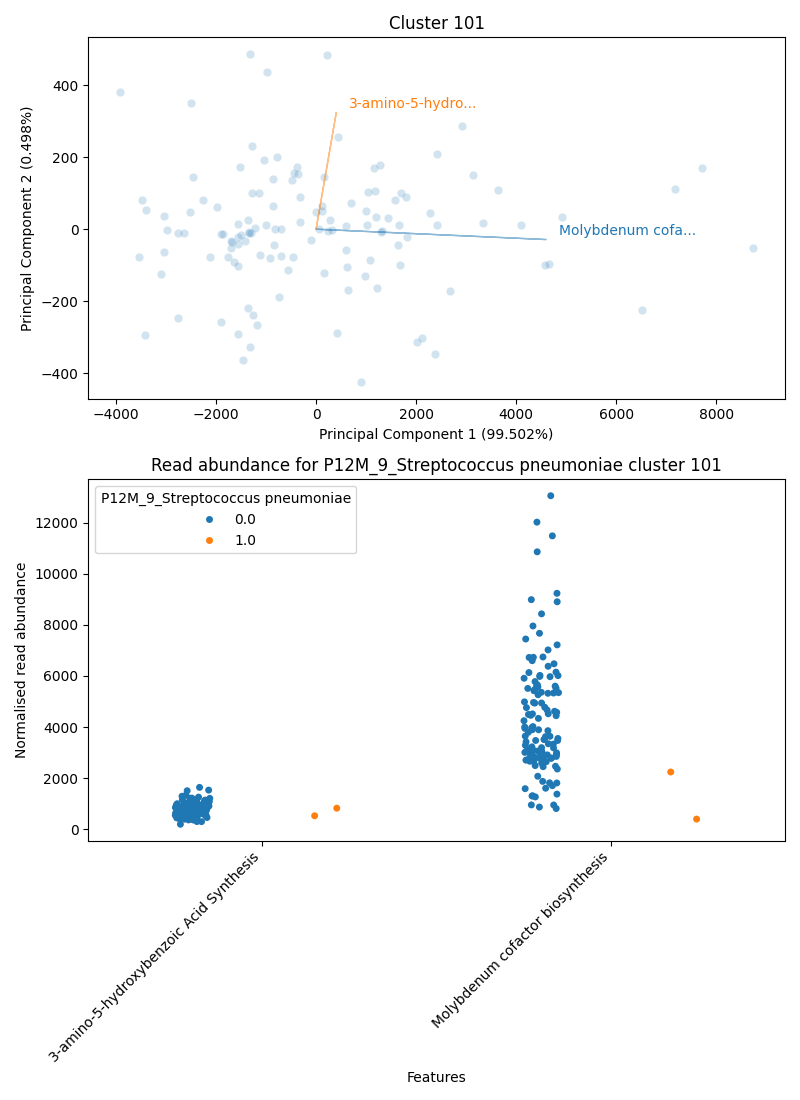 Cluster 101
Principal Component 2 (0.498%)
400
200
0
−200
−400
3-amino-5-hydro...
Molybdenum cofa...
−4000
−2000
0
2000
4000
6000
8000
Principal Component 1 (99.502%)
Read abundance for P12M_9_Streptococcus pneumoniae cluster 101
P12M_9_Streptococcus pneumoniae
0.0
1.0
Normalised read abundance
12000
10000
8000
6000
4000
2000
0
3-amino-5-hydroxybenzoic Acid Synthesis
Molybdenum cofactor biosynthesis
Features